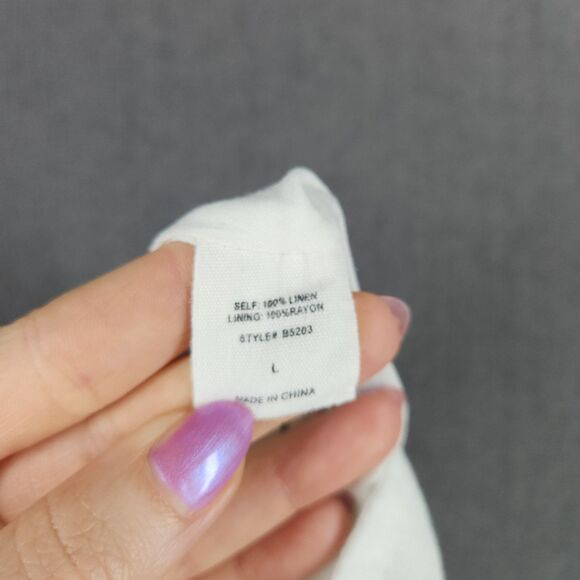 SELF: 100% LINEN
LINING: 100%RAYON
STYLE# B5203
L
MADE IN CHINA